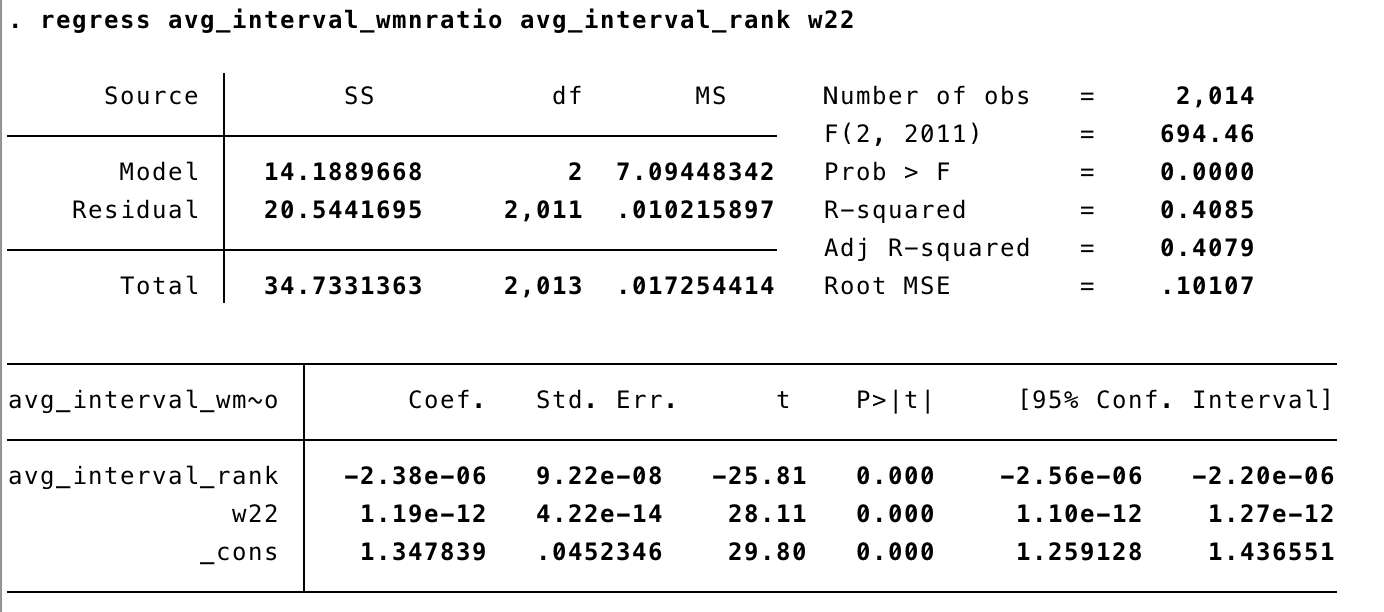 . regress avg_interval_wmnratio avg_interval_rank w22
Source SS df MS Number of obs = 2,014
F(2, 2011) = 694.46
Model 14.1889668 2 7.09448342 Prob > F = 0.0000
Residual 20.5441695 2,011 .010215897 R-squared = 0.4085
Adj R-squared = 0.4079
Total 34.7331363 2,013 .017254414 Root MSE = .10107
avg_interval_wm~o Coef. Std. Err. t P>|t| [95% Conf. Interval]
avg_interval_rank -2.38e-06 9.22e-08 -25.81 0.000 -2.56e-06 -2.20e-06
w22 1.19e-12 4.22e-14 28.11 0.000 1.10e-12 1.27e-12
_cons 1.347839 .0452346 29.80 0.000 1.259128 1.436551